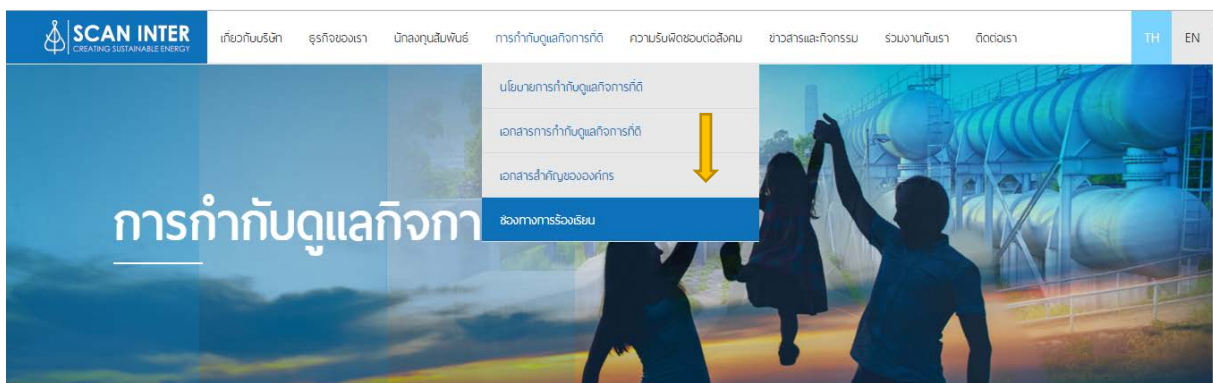 SCAN INTER
CREATING SUSTAINABLE ENERGY
เกี่ยวกับบริษัท ธุรกิจของเรา นักลงทุนสัมพันธ์ การกำกับดูแลกิจการที่ดี ความรับผิดชอบต่อสังคม ข่าวสารและกิจกรรม ร่วมงานกับเรา ติดต่อเรา TH EN
นโยบายการกำกับดูแลกิจการที่ดี
เอกสารการกำกับดูแลกิจการที่ดี
เอกสารสำคัญขององค์กร
ช่องทางการร้องเรียน
การกำกับดูแลกิจกา